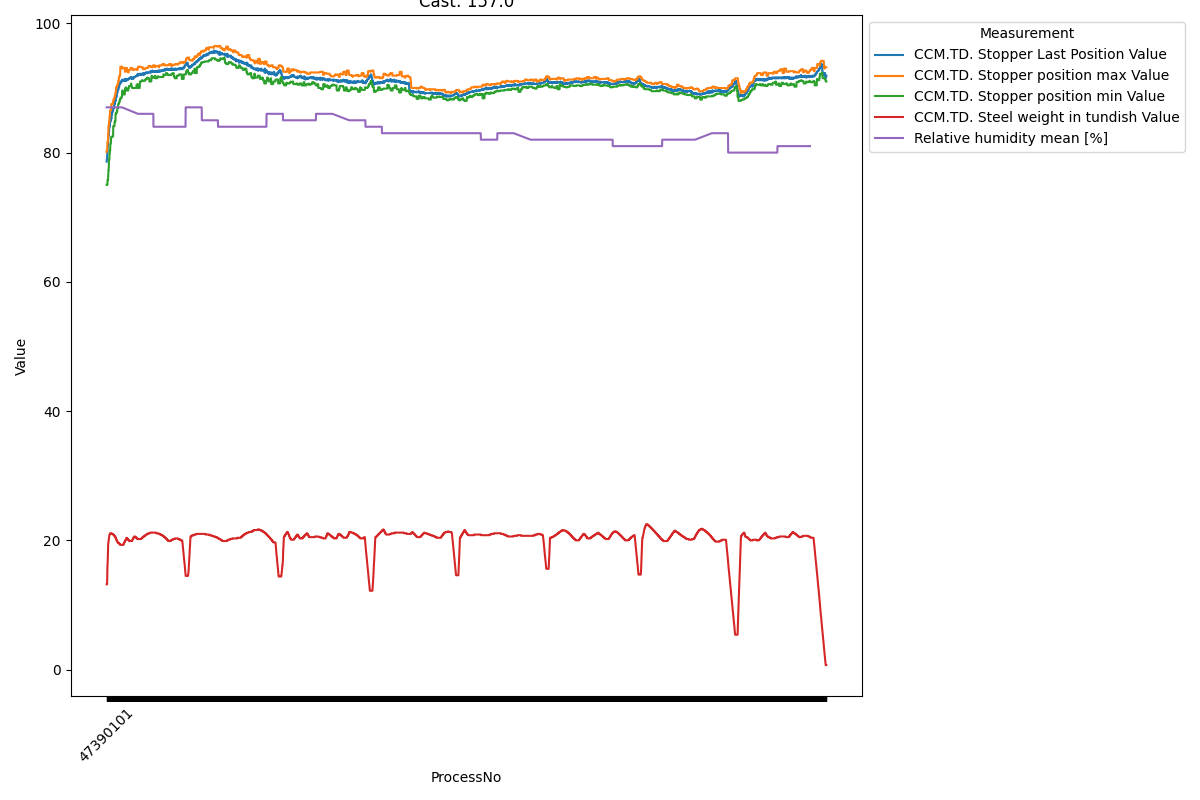 Cast: 157.0
100
80
60
40
20
0
Value
47390101
ProcessNo
Measurement
CCM.TD. Stopper Last Position Value
CCM.TD. Stopper position max Value
CCM.TD. Stopper position min Value
CCM.TD. Steel weight in tundish Value
Relative humidity mean [%]